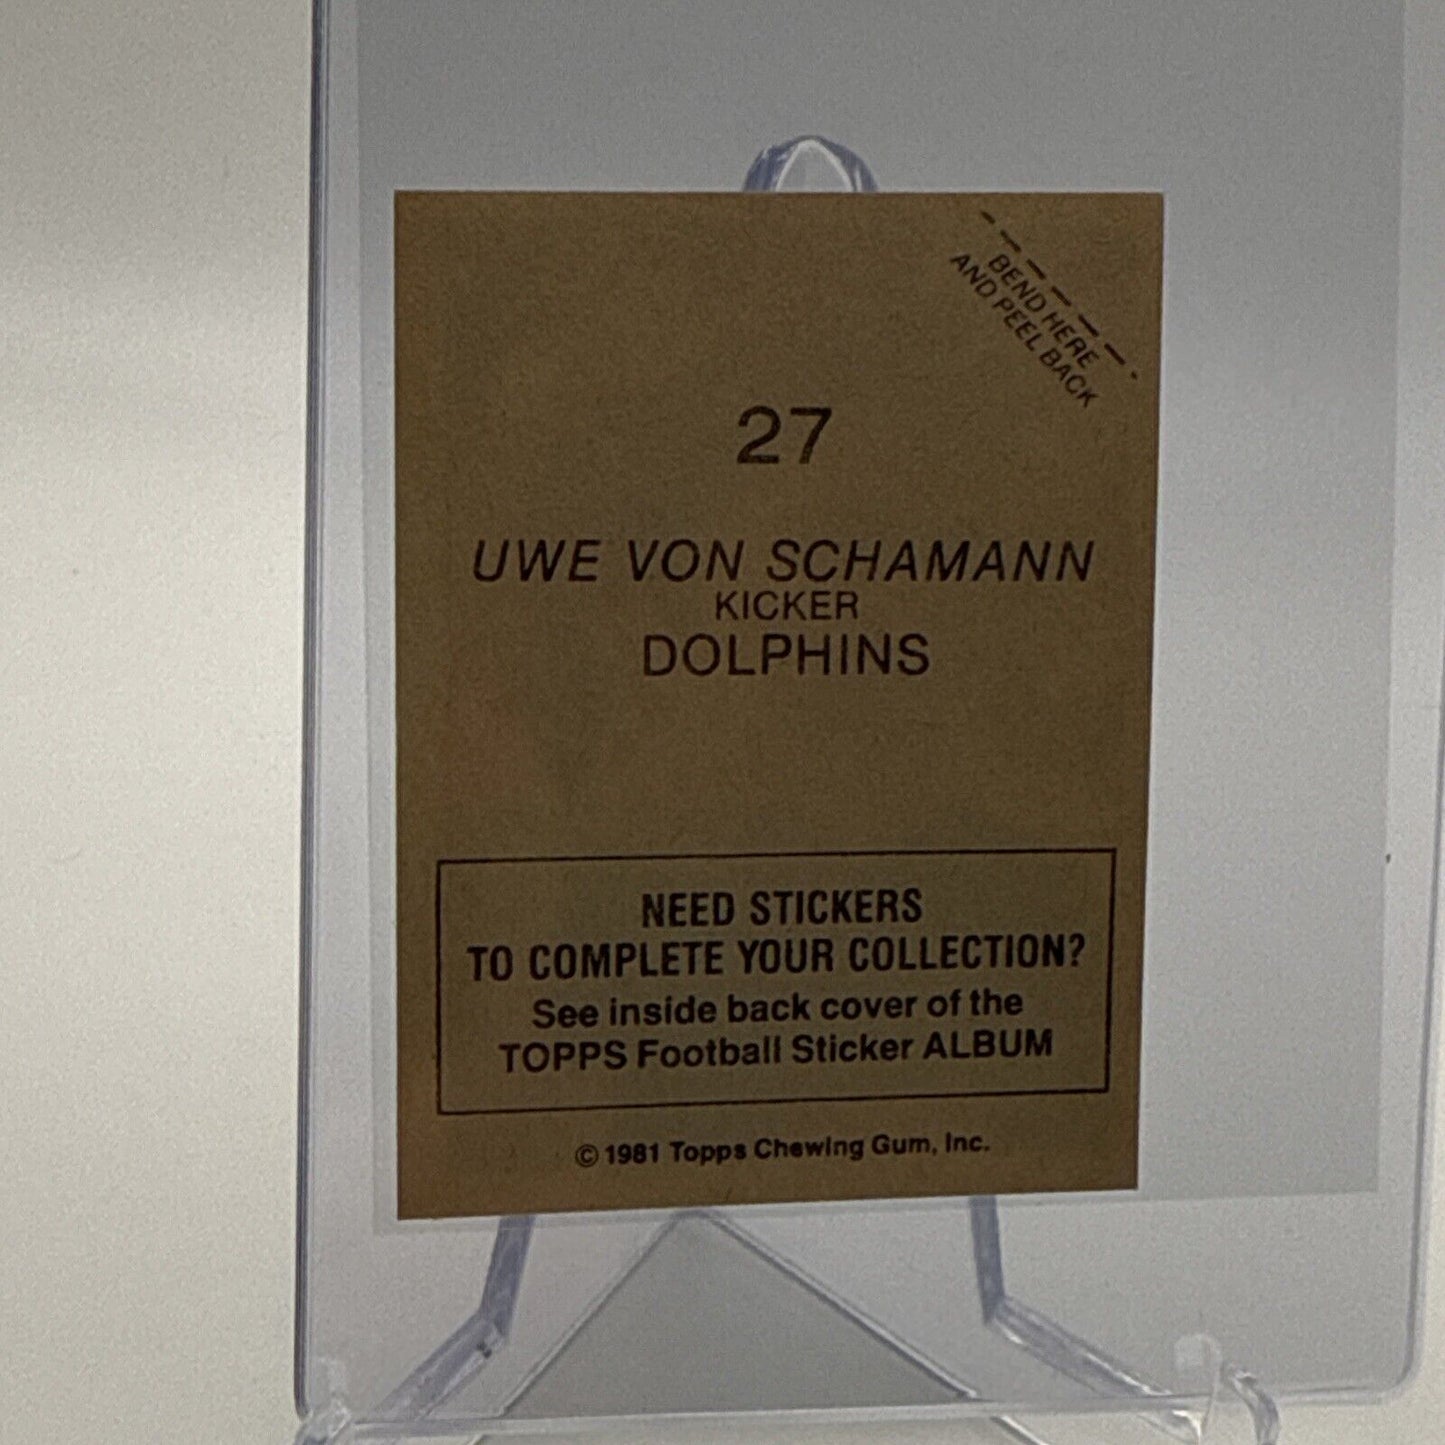 BEND HERE
AND PEEL BACK
27
UWE VON SCHAMANN
KICKER
DOLPHINS
NEED STICKERS
TO COMPLETE YOUR COLLECTION?
See inside back cover of the
TOPPS Football Sticker ALBUM
© 1981 Topps Chewing Gum, Inc.